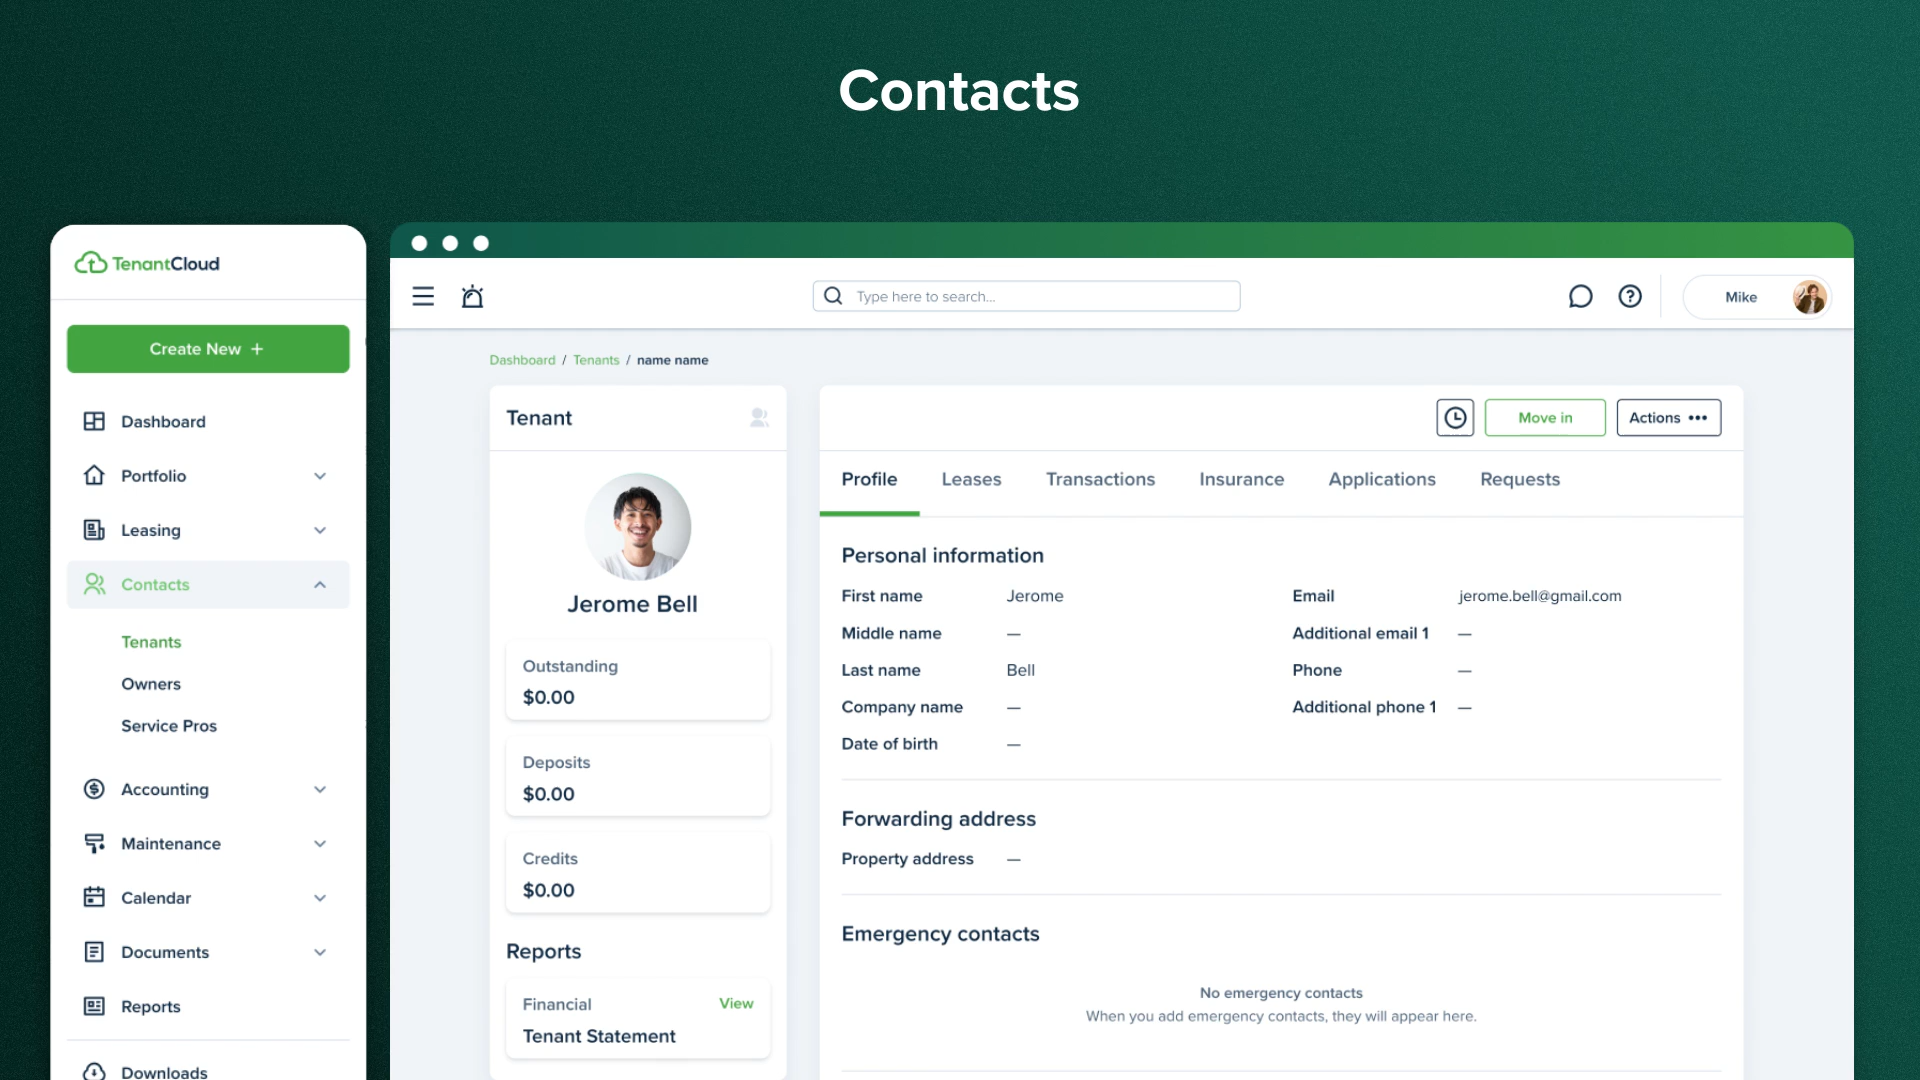 Contacts
TenantCloud
Create New +
Dashboard
Portfolio
Leasing
Contacts
Tenants
Owners
Service Pros
Accounting
Maintenance
Calendar
Documents
Reports
Downloads
Type here to search...
Mike
Dashboard / Tenants / name name
Tenant
Jerome Bell
Outstanding
$0.00
Deposits
$0.00
Credits
$0.00
Reports
Financial View
Tenant Statement
Move in Actions •••
Profile Leases Transactions Insurance Applications Requests
Personal information
First name Jerome Email jerome.bell@gmail.com
Middle name — Additional email 1 —
Last name Bell Phone —
Company name — Additional phone 1 —
Date of birth —
Forwarding address
Property address —
Emergency contacts
No emergency contacts
When you add emergency contacts, they will appear here.